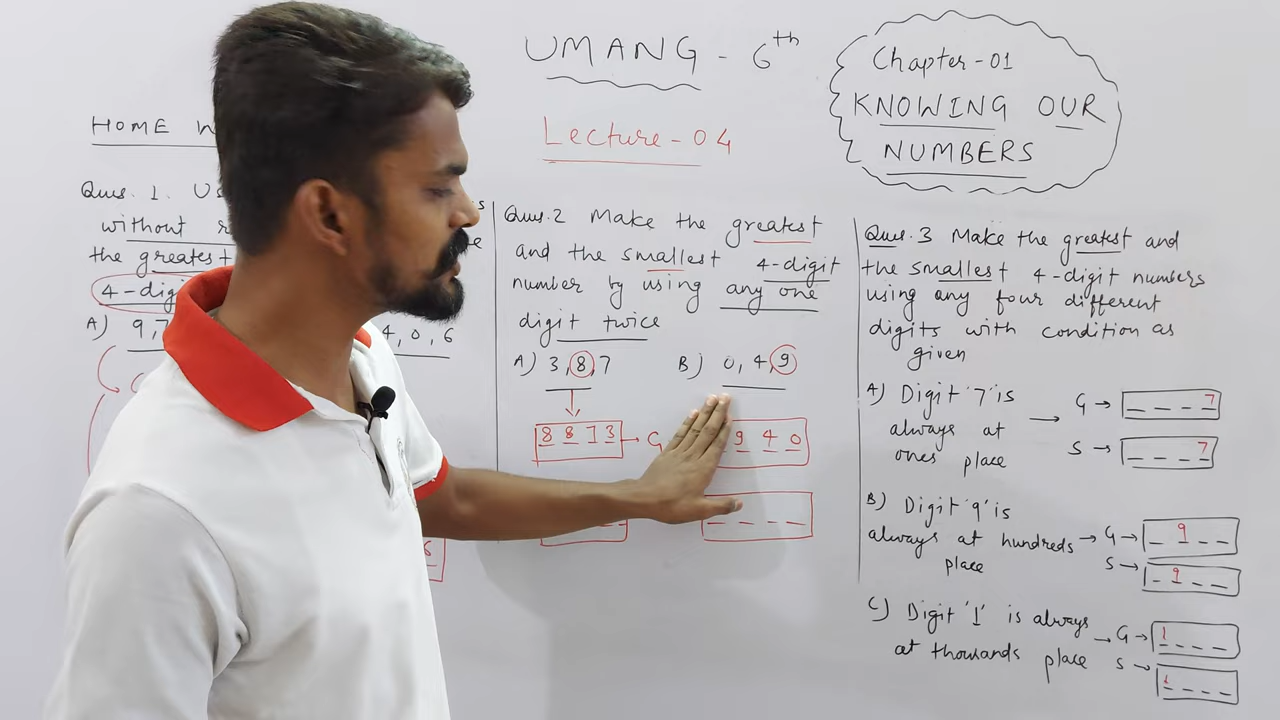 UMANG - 6th
Chapter-01
KNOWING OUR
NUMBERS
Lecture-04
HOME W
Ques. 1. Us
without r
the greatest
4-dig
A) 9,7 4,0,6
Ques.2 Make the greatest
and the smallest 4-digit
number by using any one
digit twice
A) 3,8,7 B) 0,4,9
8 8 7 3 → G 9 4 0
Ques.3 Make the greatest and
the smallest 4-digit numbers
using any four different
digits with condition as
given
A) Digit '7' is
always at
ones place
→ G → _ _ _ 7
S → _ _ _ 7
B) Digit '9' is
always at hundreds
place
→ G → _ 9 _ _
S → _ 9 _ _
C) Digit '1' is always
at thousands place
→ G → 1 _ _ _
S → 1 _ _ _